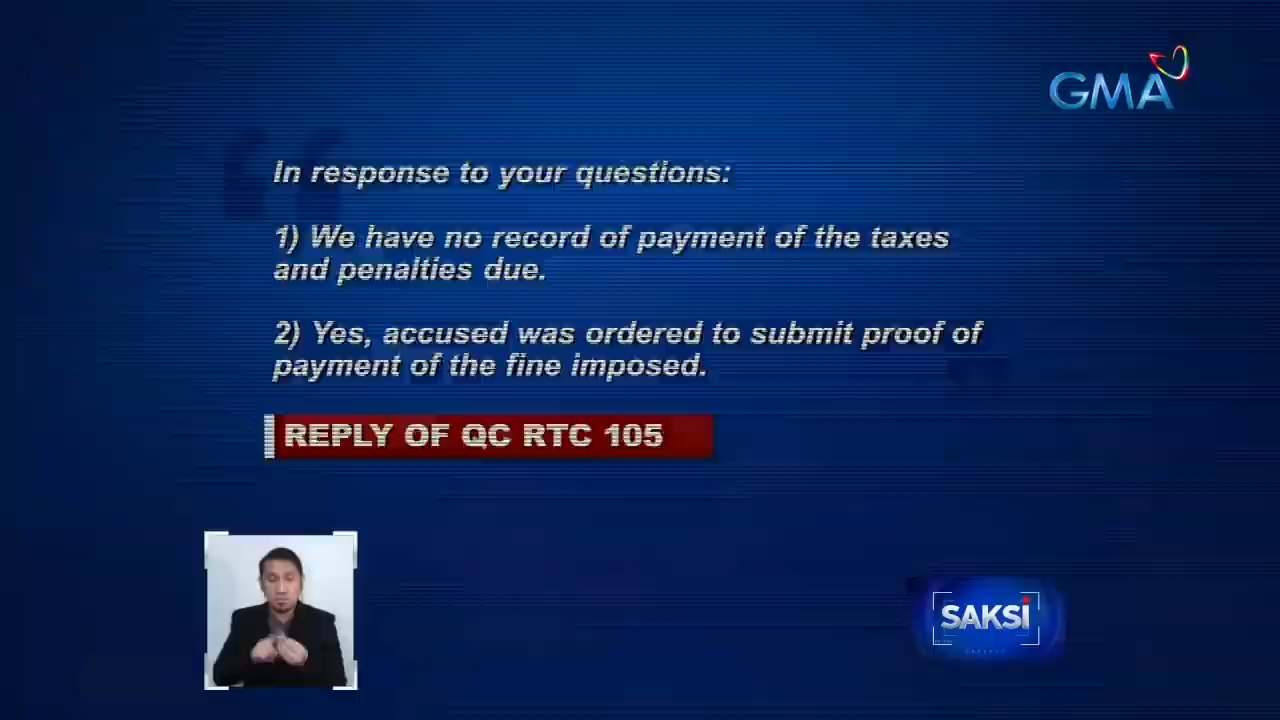 GMA
In response to your questions:
1) We have no record of payment of the taxes
and penalties due.
2) Yes, accused was ordered to submit proof of
payment of the fine imposed.
REPLY OF QC RTC 105
SAKSI